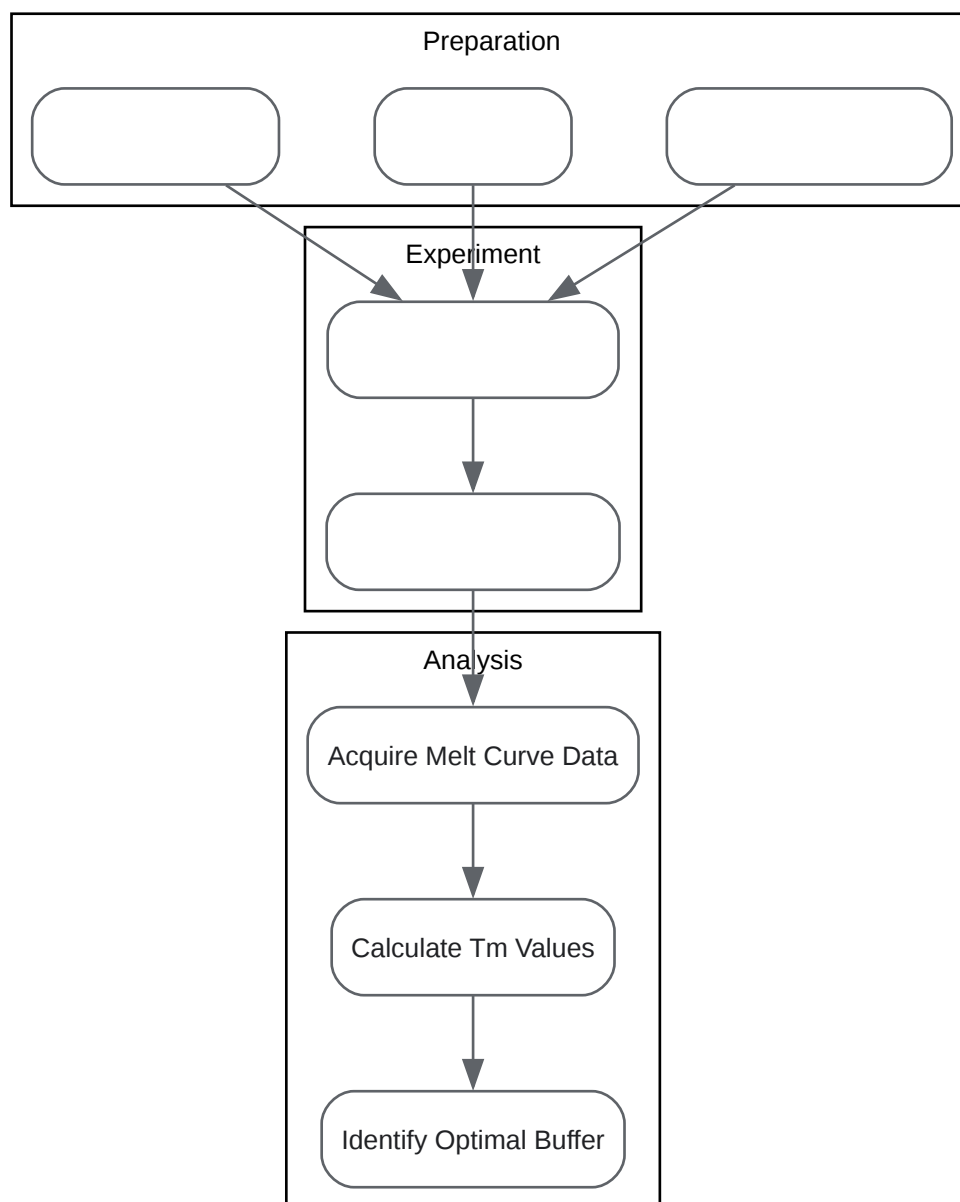 Preparation
Experiment
Analysis
Acquire Melt Curve Data
Calculate Tm Values
Identify Optimal Buffer